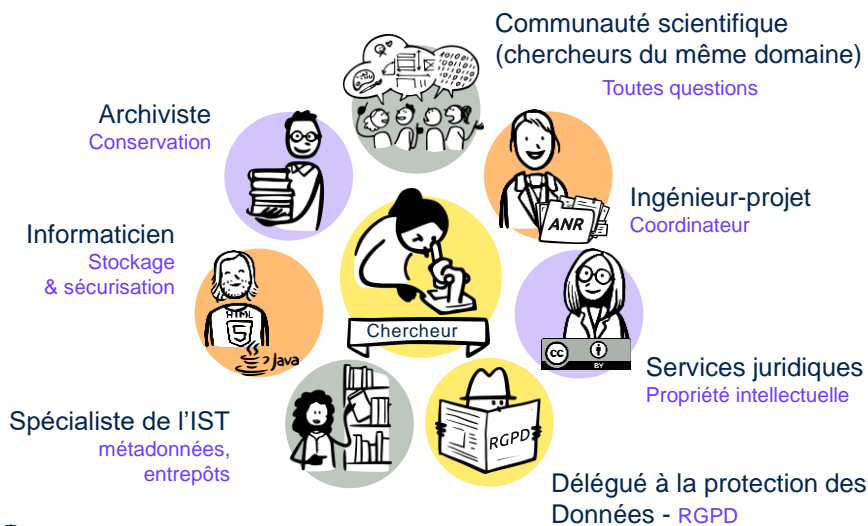 Communauté scientifique
(chercheurs du même domaine)
Toutes questions
Archiviste
Conservation
Ingénieur-projet
Coordinateur
ANR
Informaticien
Stockage
& sécurisation
HTML
5
Java
Chercheur
cc
BY
Services juridiques
Propriété intellectuelle
Spécialiste de l’IST
métadonnées,
entrepôts
RGPD
Délégué à la protection des
Données - RGPD